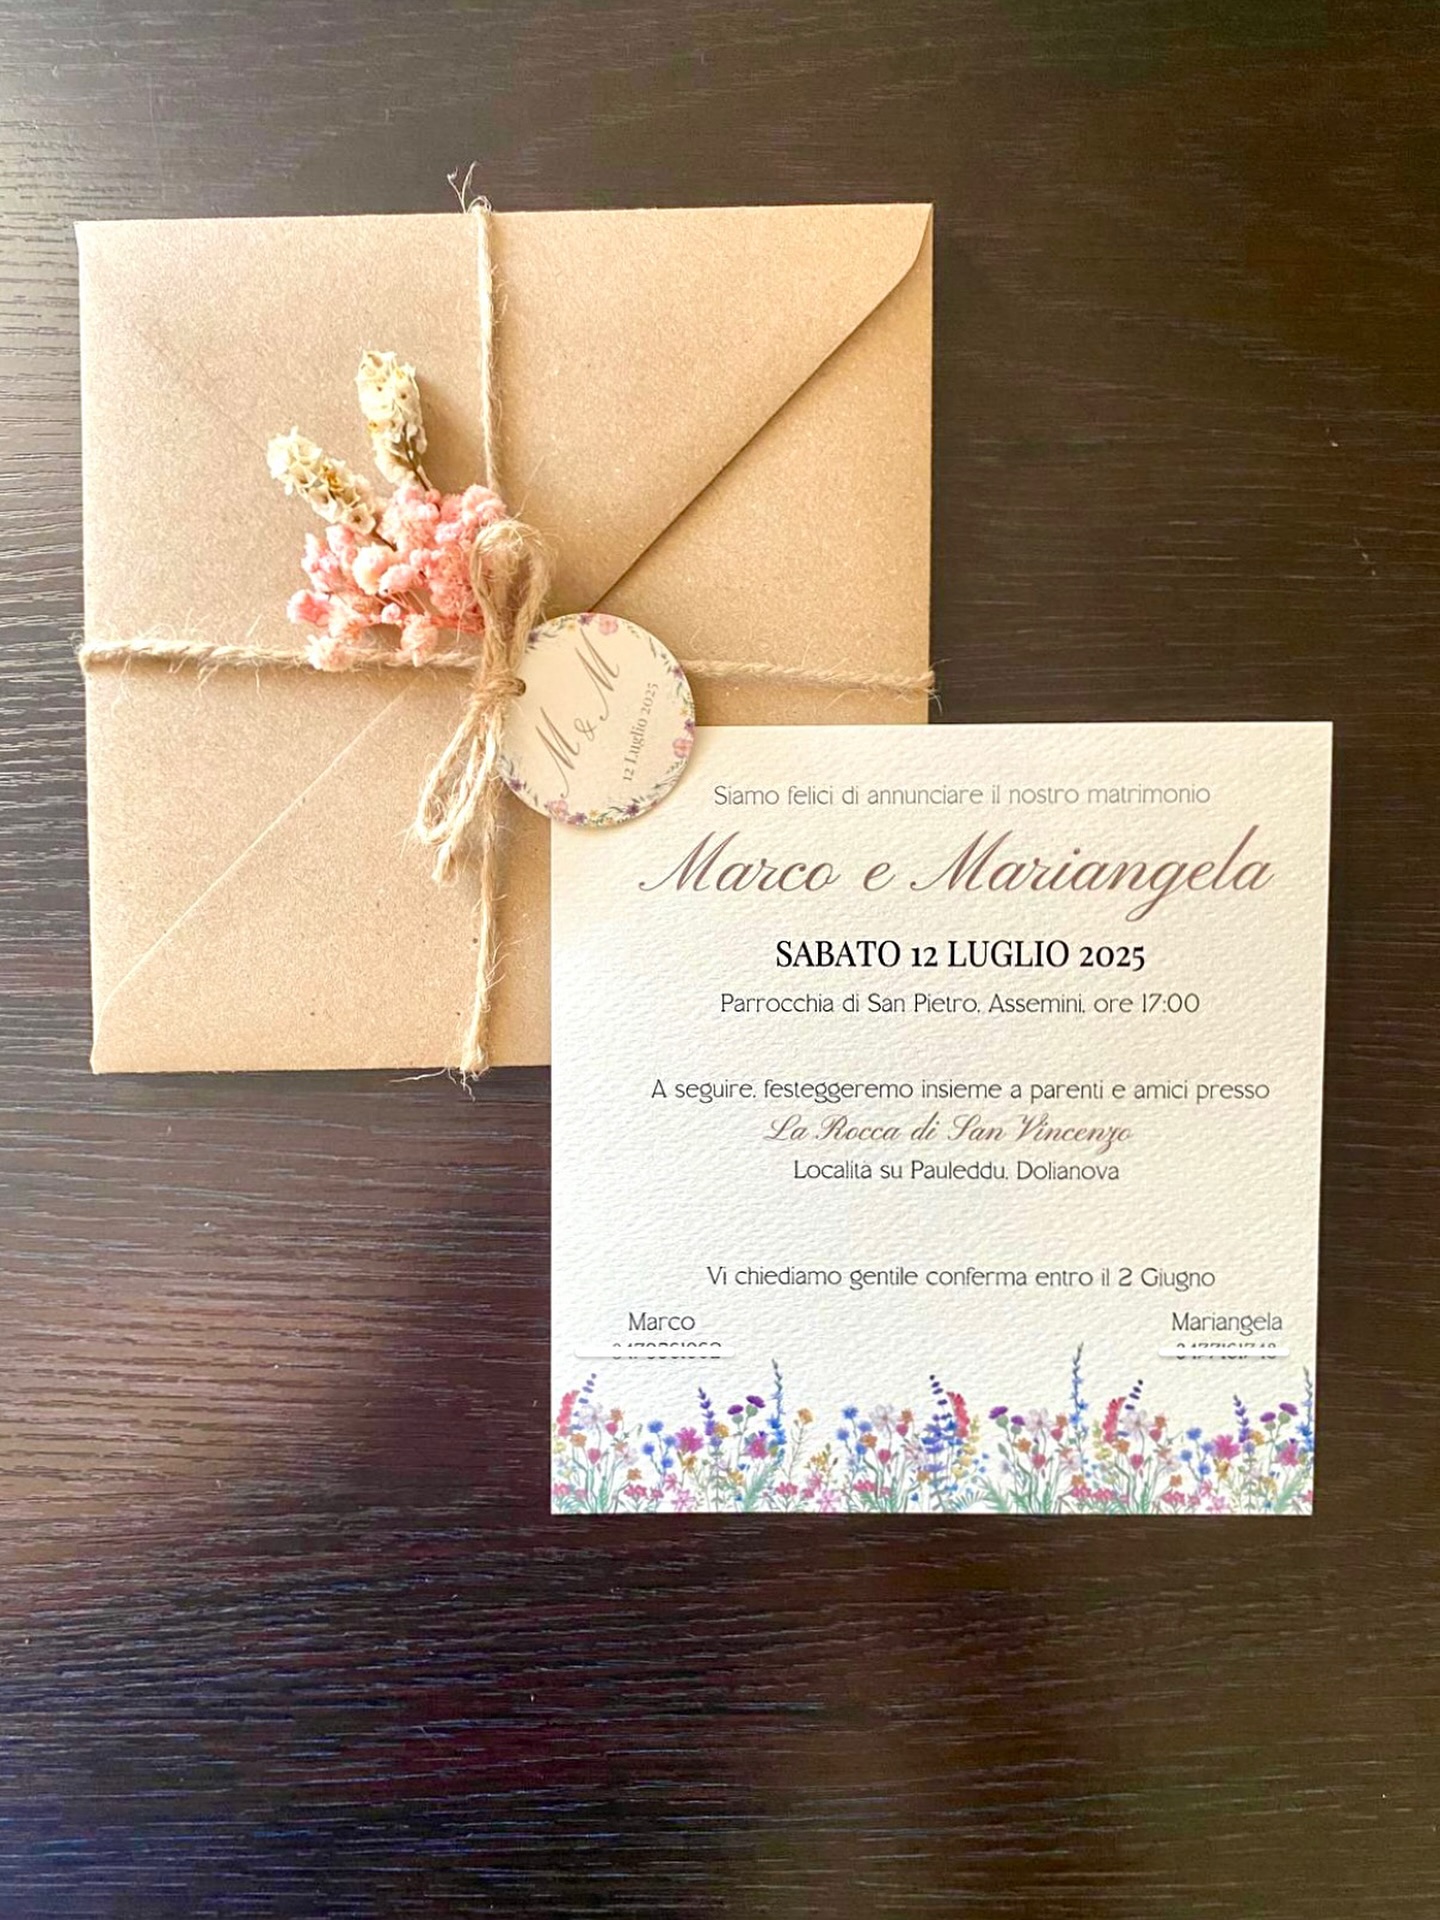 M & M
12 Luglio 2025
Siamo felici di annunciare il nostro matrimonio
Marco e Mariangela
SABATO 12 LUGLIO 2025
Parrocchia di San Pietro, Assemini, ore 17:00
A seguire, festeggeremo insieme a parenti e amici presso
La Rocca di San Vincenzo
Località su Pauleddu, Dolianova
Vi chiediamo gentile conferma entro il 2 Giugno
Marco Mariangela